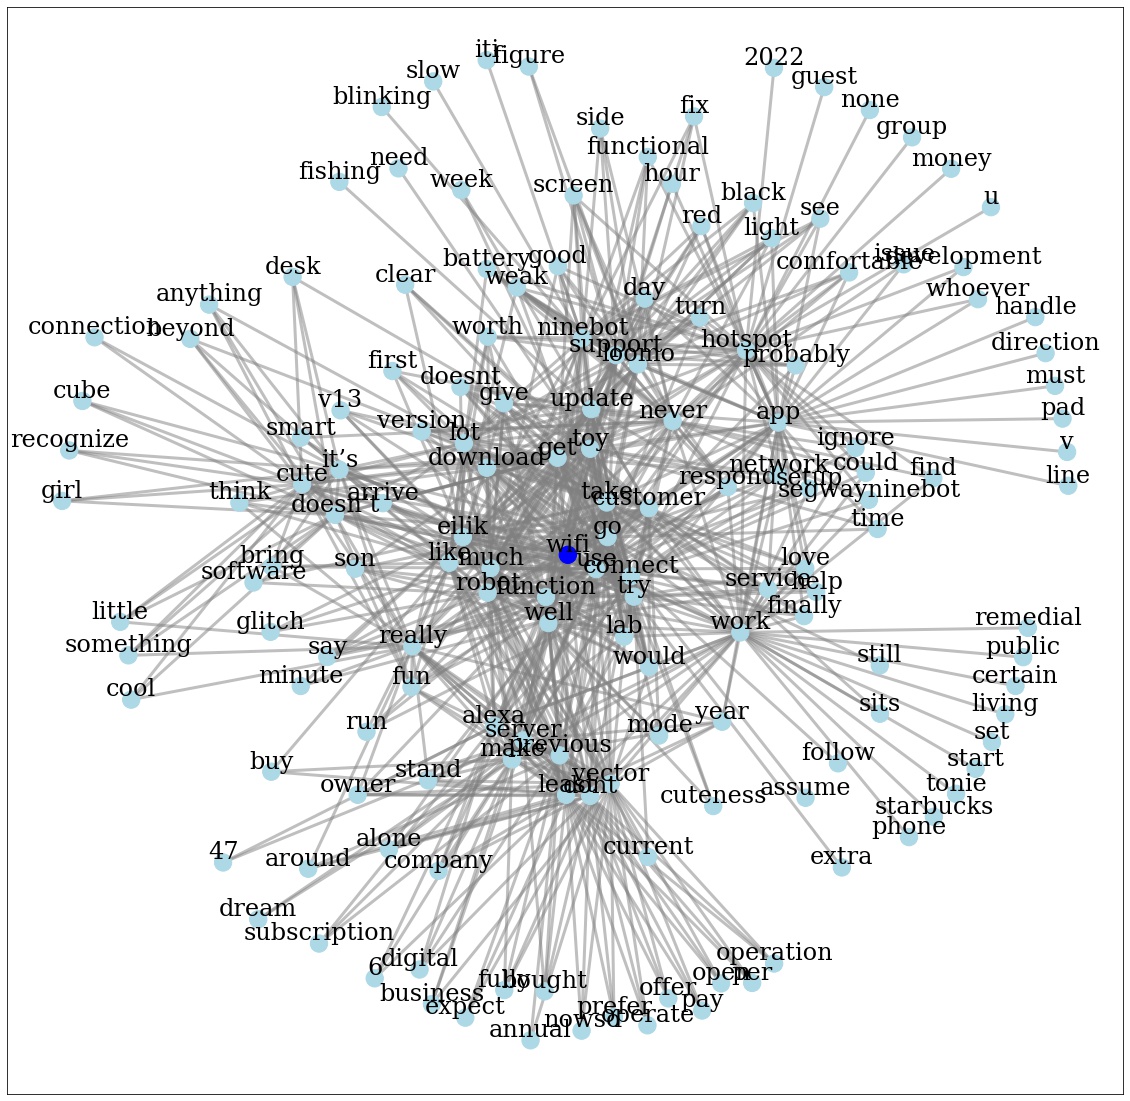 iti
figure
2022
slow
guest
blinking
none
fix
side
group
functional
need
money
fishing
week
screen
hour
black
u
red
see
light
battery
good
issue
development
comfortable
desk
clear
weak
anything
day
whoever
turn
handle
connection
beyond
worth
ninebot
support
hotspot
direction
loomo
probably
first
doesnt
must
cube
give
update
v13
version
never
app
pad
smart
lot
recognize
get
toy
ignore
v
it's
download
network
could
find
line
cute
respond
setup
girl
think
arrive
take
customer
segwayninebot
doesn't
eilik
go
time
wifi
bring
son
like
much
use
connect
love
software
robot
function
try
service
help
little
well
lab
work
finally
remedial
glitch
something
say
really
would
still
public
minute
fun
certain
cool
run
alexa
server
mode
year
sits
living
previous
set
make
buy
stand
vector
follow
start
owner
least
dont
cuteness
assume
tonie
starbucks
47
around
alone
company
current
extra
phone
dream
subscription
operation
6
digital
fully
bought
open
per
business
offer
expect
prefer
pay
annual
nowso
operate